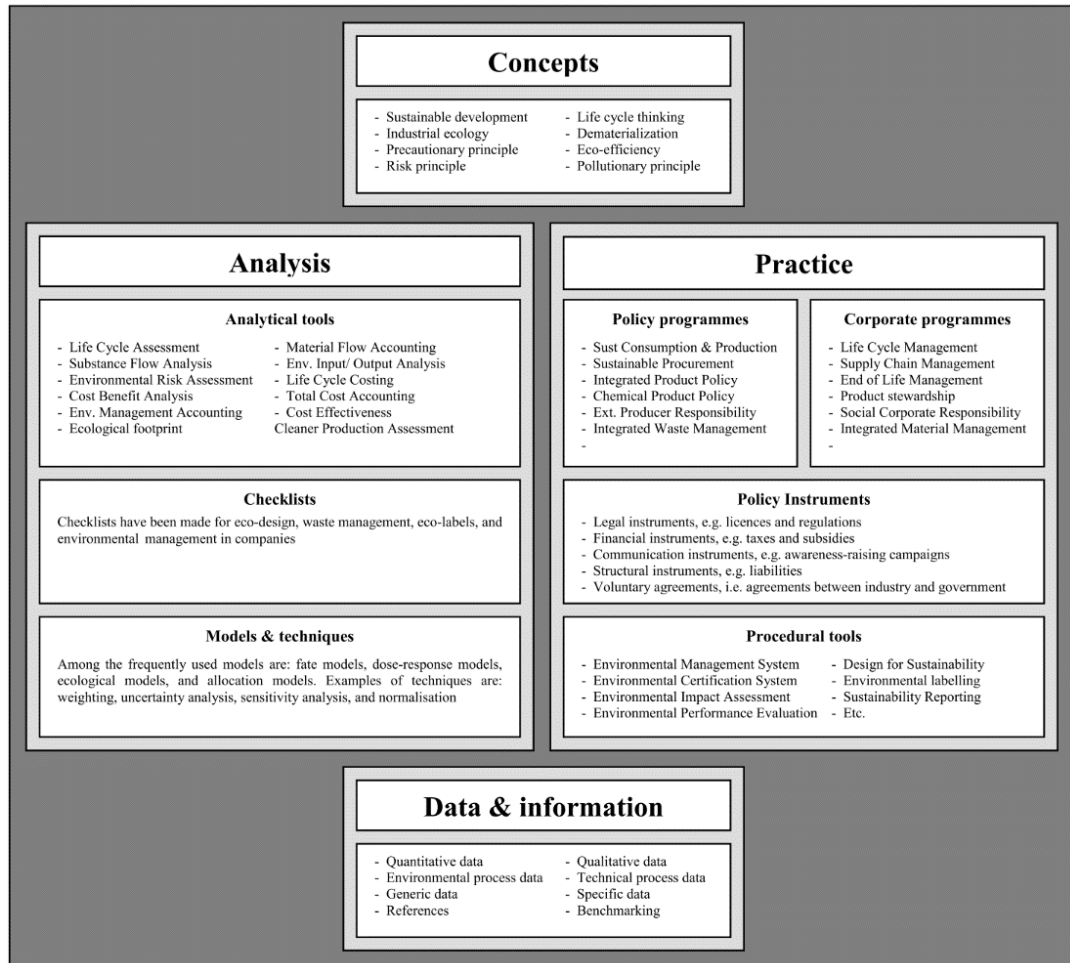 Concepts
- Sustainable development
- Industrial ecology
- Precautionary principle
- Risk principle
- Life cycle thinking
- Dematerialization
- Eco-efficiency
- Pollutionary principle
Analysis
Analytical tools
- Life Cycle Assessment
- Substance Flow Analysis
- Environmental Risk Assessment
- Cost Benefit Analysis
- Env. Management Accounting
- Ecological footprint
- Material Flow Accounting
- Env. Input/ Output Analysis
- Life Cycle Costing
- Total Cost Accounting
- Cost Effectiveness
Cleaner Production Assessment
Checklists
Checklists have been made for eco-design, waste management, eco-labels, and
environmental management in companies
Models & techniques
Among the frequently used models are: fate models, dose-response models,
ecological models, and allocation models. Examples of techniques are:
weighting, uncertainty analysis, sensitivity analysis, and normalisation
Practice
Policy programmes
- Sust Consumption & Production
- Sustainable Procurement
- Integrated Product Policy
- Chemical Product Policy
- Ext. Producer Responsibility
- Integrated Waste Management
-
Corporate programmes
- Life Cycle Management
- Supply Chain Management
- End of Life Management
- Product stewardship
- Social Corporate Responsibility
- Integrated Material Management
-
Policy Instruments
- Legal instruments, e.g. licences and regulations
- Financial instruments, e.g. taxes and subsidies
- Communication instruments, e.g. awareness-raising campaigns
- Structural instruments, e.g. liabilities
- Voluntary agreements, i.e. agreements between industry and government
Procedural tools
- Environmental Management System
- Environmental Certification System
- Environmental Impact Assessment
- Environmental Performance Evaluation
- Design for Sustainability
- Environmental labelling
- Sustainability Reporting
- Etc.
Data & information
- Quantitative data
- Environmental process data
- Generic data
- References
- Qualitative data
- Technical process data
- Specific data
- Benchmarking